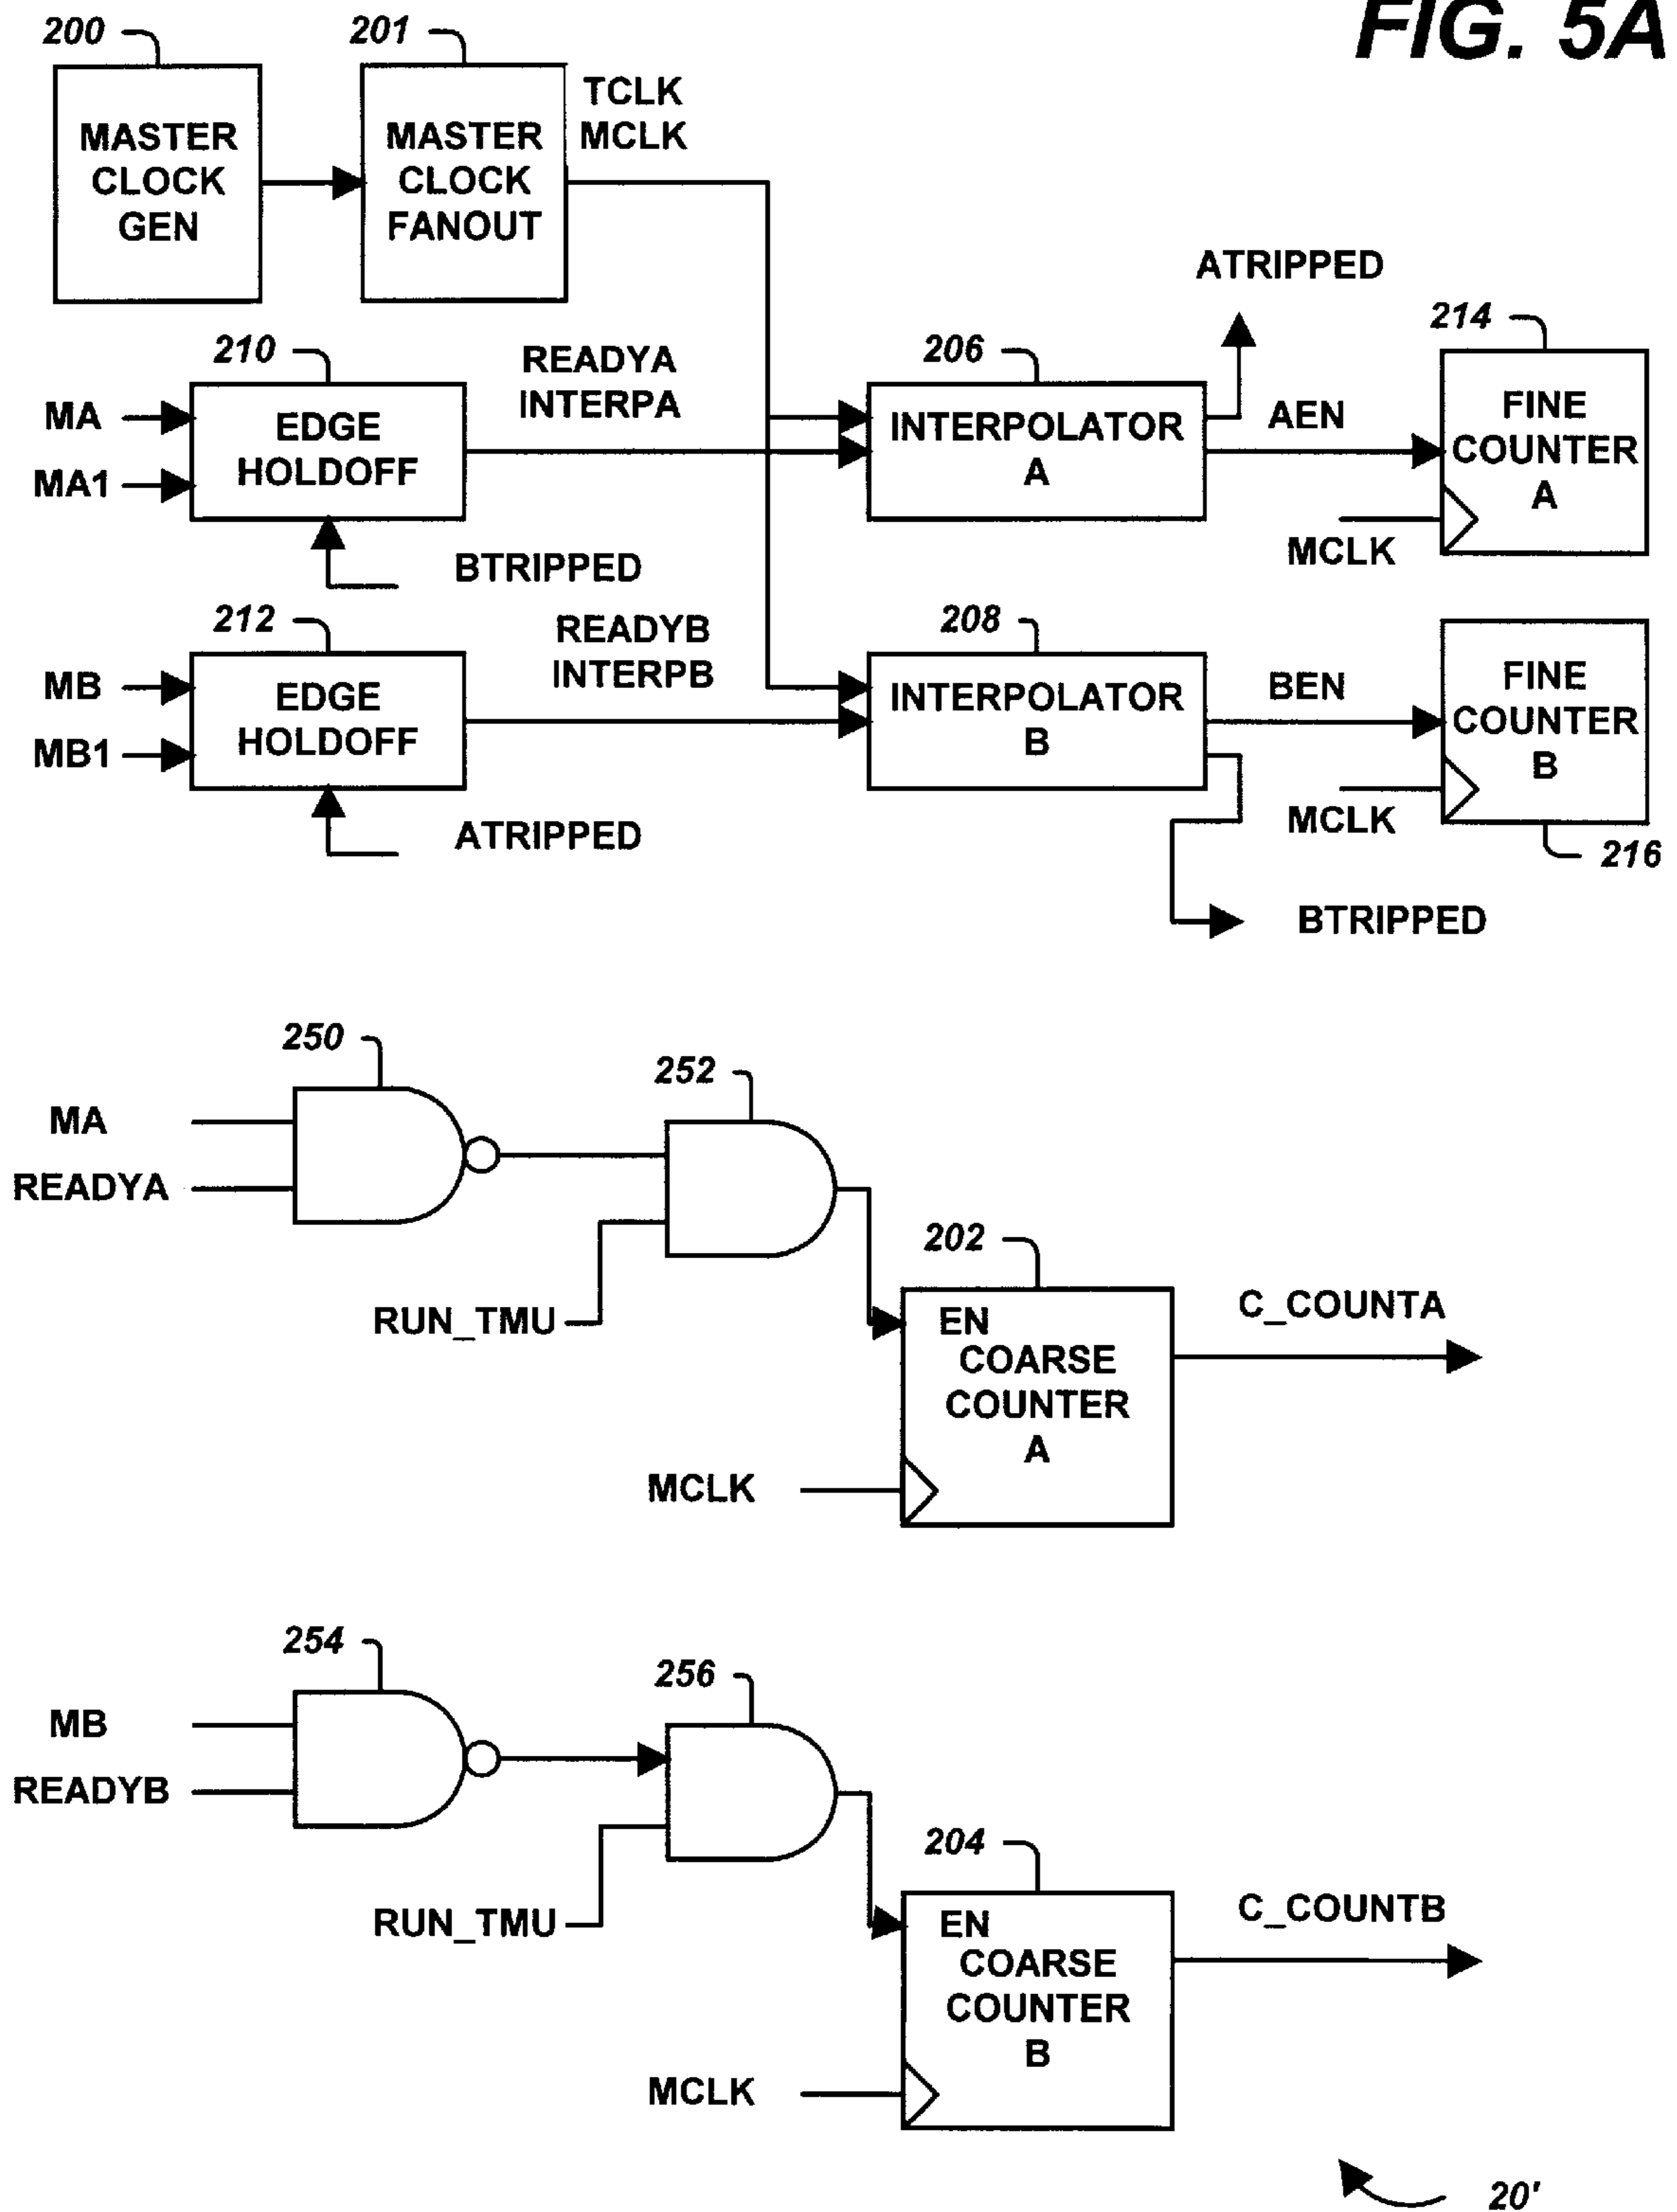 FIG. 5A
200
201
MASTER
CLOCK
GEN
MASTER
CLOCK
FANOUT
TCLK
MCLK
ATRIPPED
210
READYA
INTERPA
206
214
MA
MA1
EDGE
HOLDOFF
INTERPOLATOR
A
AEN
FINE
COUNTER
A
MCLK
BTRIPPED
212
READYB
INTERPB
208
MB
MB1
EDGE
HOLDOFF
INTERPOLATOR
B
BEN
FINE
COUNTER
B
MCLK
216
ATRIPPED
BTRIPPED
250
252
MA
READYA
RUN_TMU
202
EN
COARSE
COUNTER
A
C_COUNTA
MCLK
254
256
MB
READYB
RUN_TMU
204
EN
COARSE
COUNTER
B
C_COUNTB
MCLK
20'